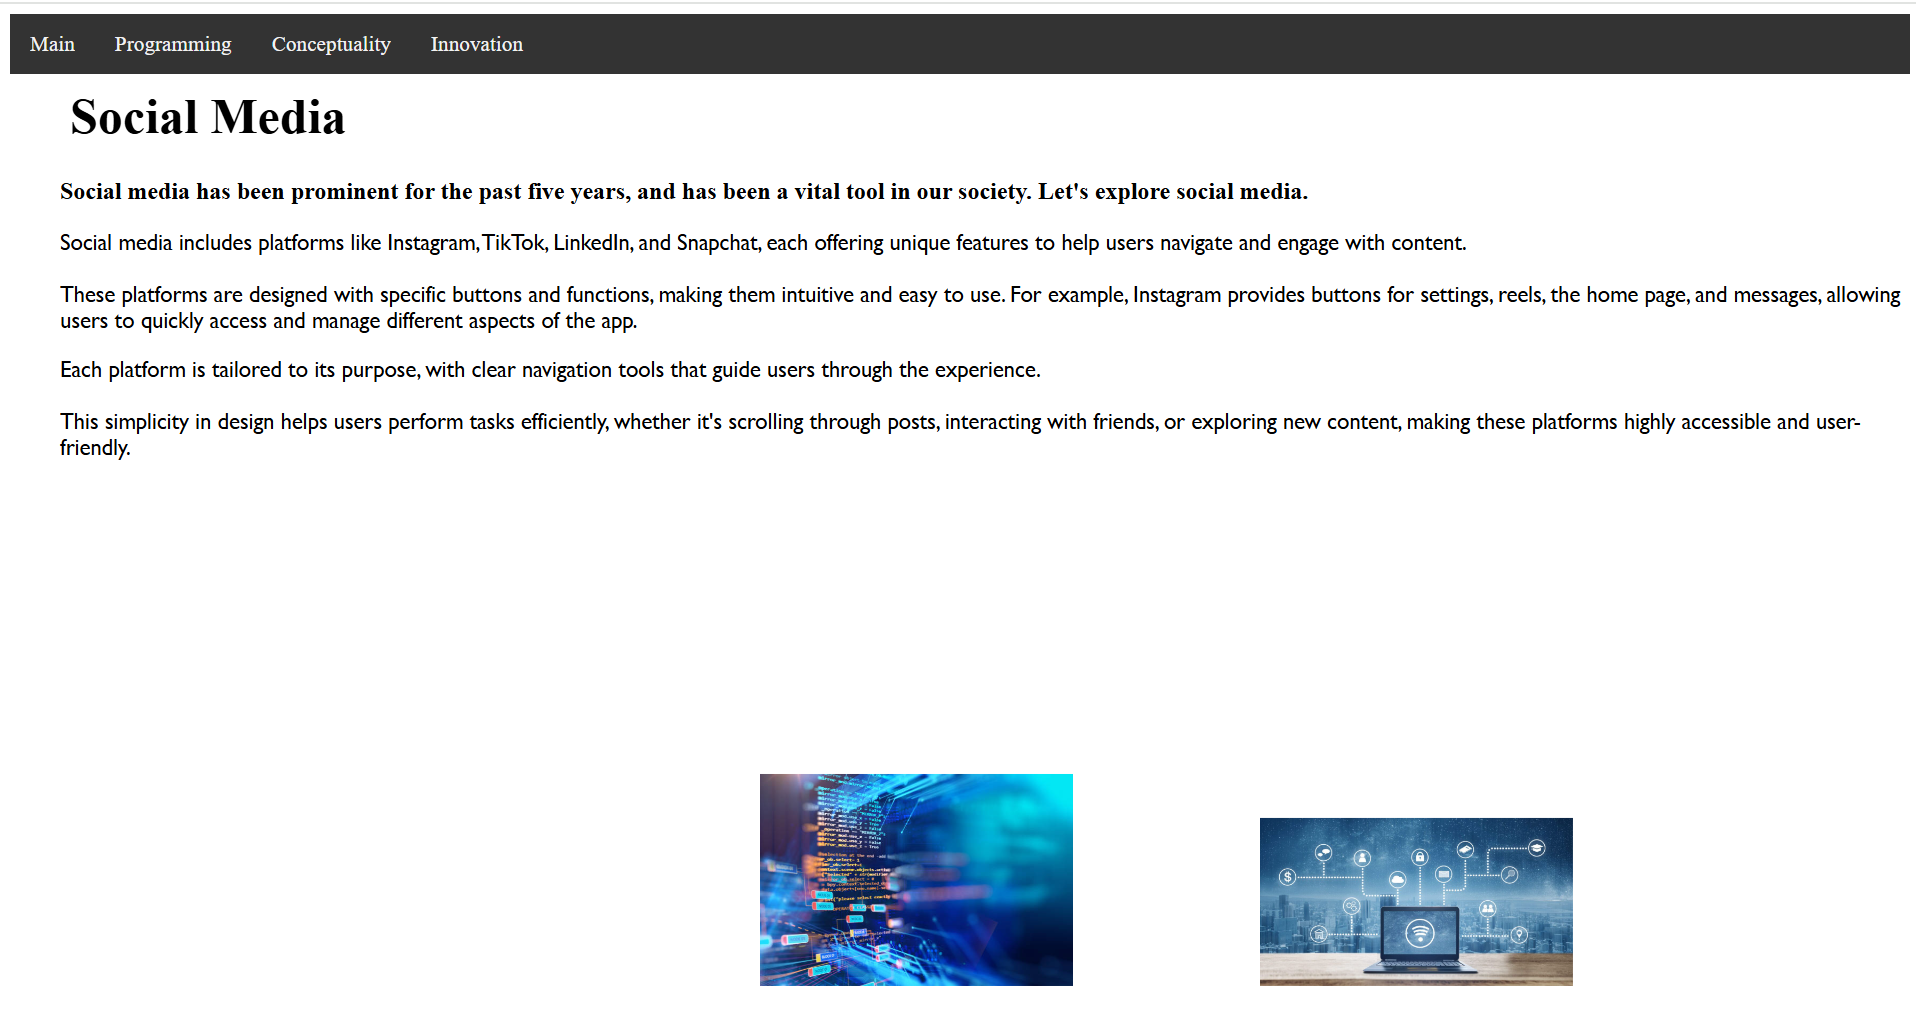 Main Programming Conceptuality Innovation
Social Media
Social media has been prominent for the past five years, and has been a vital tool in our society. Let's explore social media.
Social media includes platforms like Instagram, TikTok, LinkedIn, and Snapchat, each offering unique features to help users navigate and engage with content.
These platforms are designed with specific buttons and functions, making them intuitive and easy to use. For example, Instagram provides buttons for settings, reels, the home page, and messages, allowing
users to quickly access and manage different aspects of the app.
Each platform is tailored to its purpose, with clear navigation tools that guide users through the experience.
This simplicity in design helps users perform tasks efficiently, whether it's scrolling through posts, interacting with friends, or exploring new content, making these platforms highly accessible and user-
friendly.